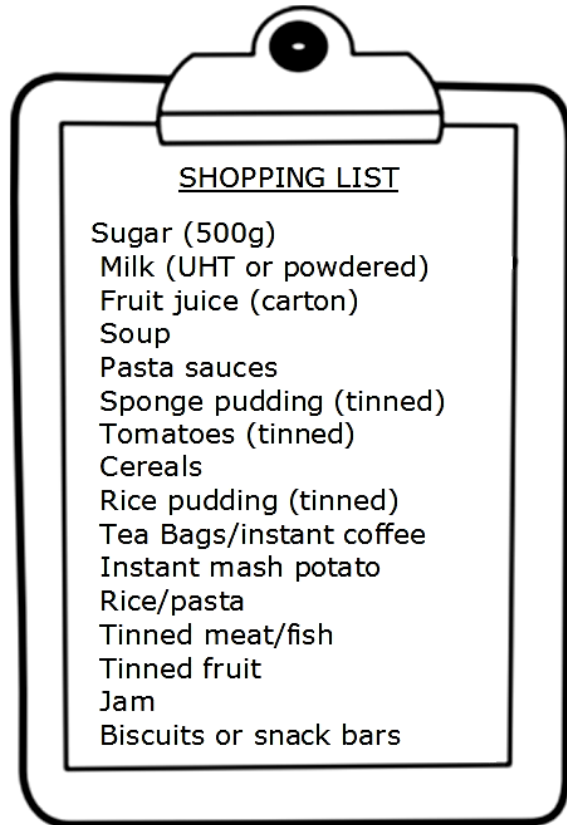 SHOPPING LIST
Sugar (500g)
Milk (UHT or powdered)
Fruit juice (carton)
Soup
Pasta sauces
Sponge pudding (tinned)
Tomatoes (tinned)
Cereals
Rice pudding (tinned)
Tea Bags/instant coffee
Instant mash potato
Rice/pasta
Tinned meat/fish
Tinned fruit
Jam
Biscuits or snack bars